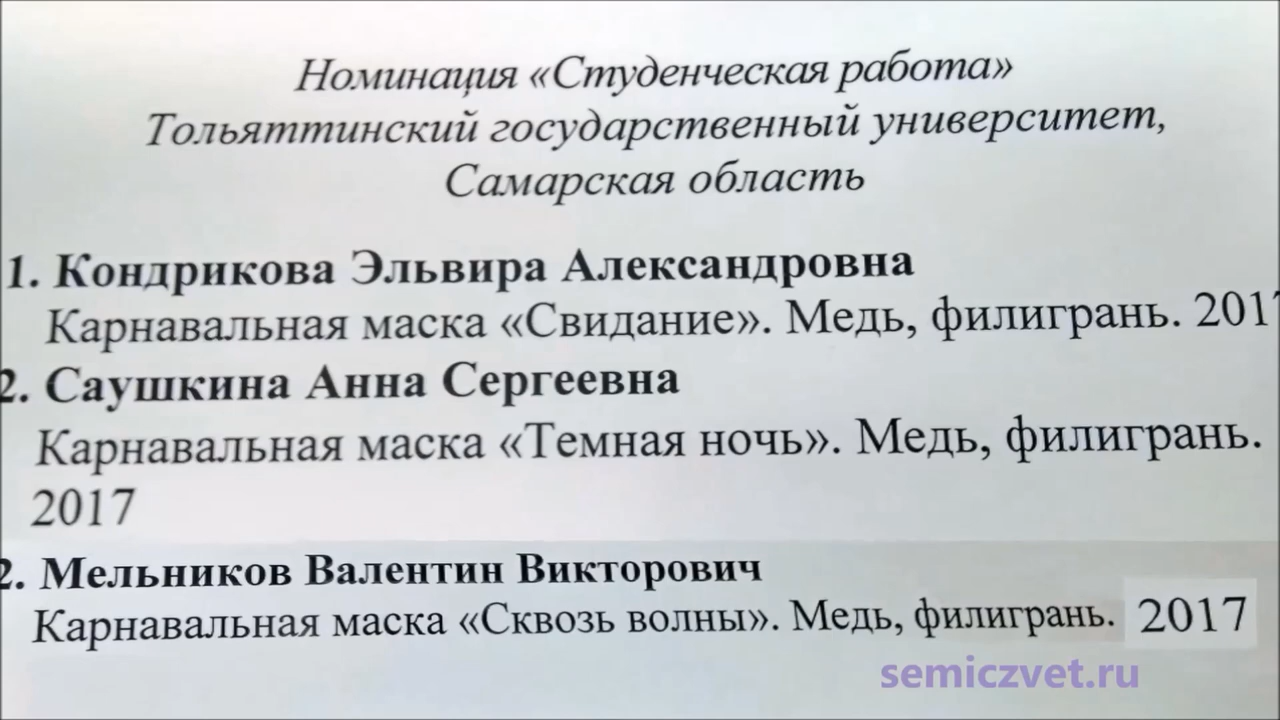 Номинация «Студенческая работа»
Тольяттинский государственный университет,
Самарская область
1. Кондрикова Эльвира Александровна
Карнавальная маска «Свидание». Медь, филигрань. 2017
2. Саушкина Анна Сергеевна
Карнавальная маска «Темная ночь». Медь, филигрань.
2017
2. Мельников Валентин Викторович
Карнавальная маска «Сквозь волны». Медь, филигрань. 2017
semiczvet.ru